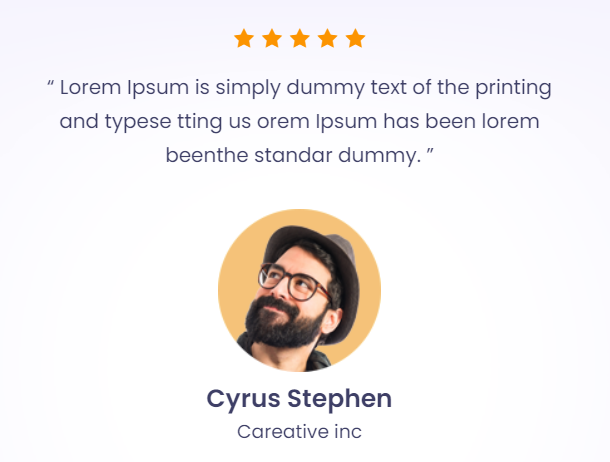 “ Lorem Ipsum is simply dummy text of the printing
and typese tting us orem Ipsum has been lorem
beenthe standar dummy. ”
Cyrus Stephen
Careative inc